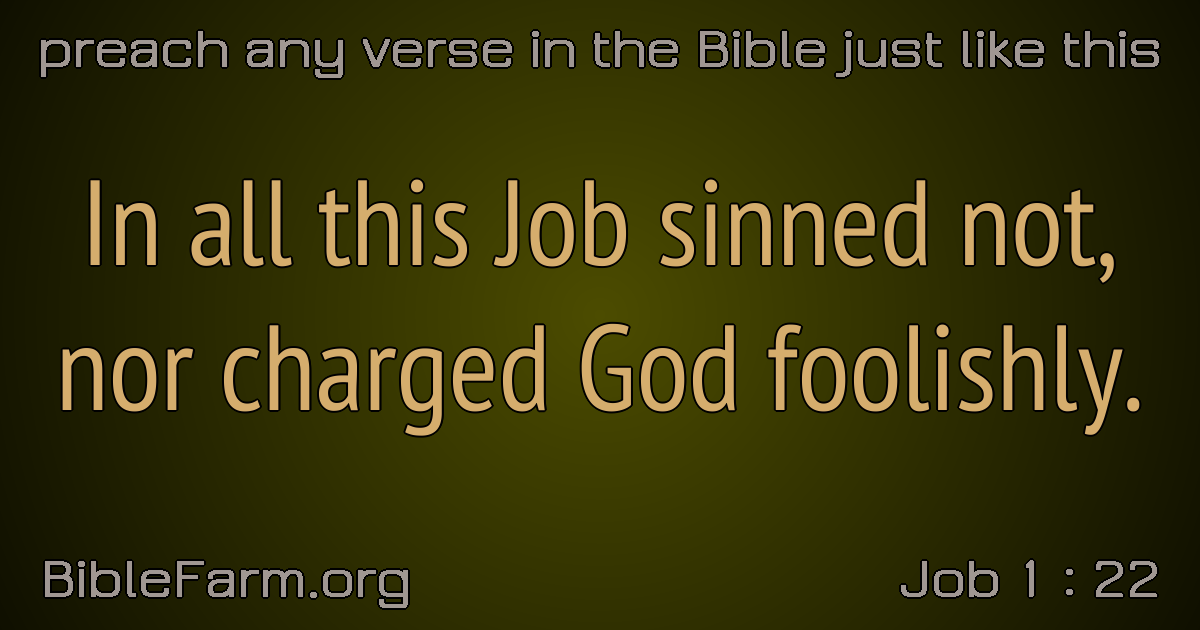 preach any verse in the Bible just like this
In all this Job sinned not,
nor charged God foolishly.
BibleFarm.org
Job 1 : 22